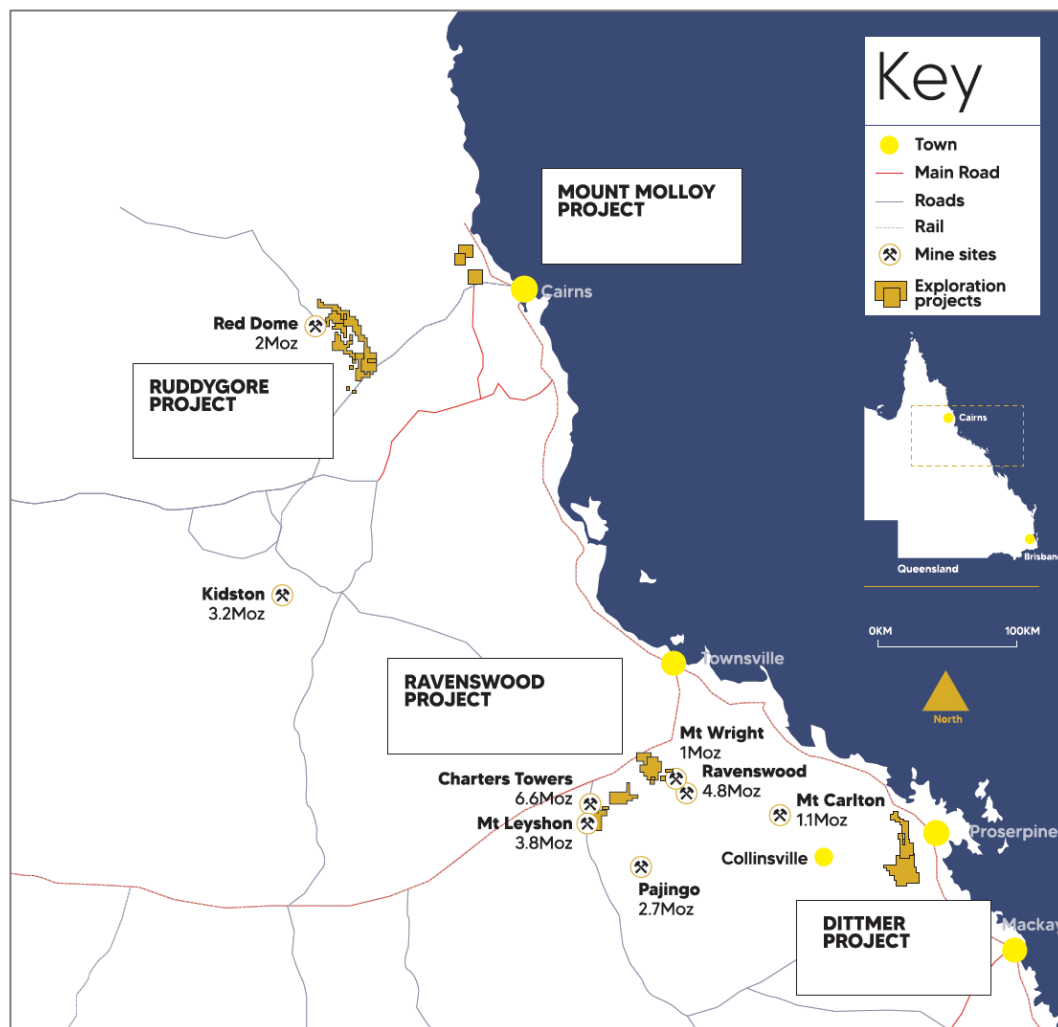 Key
Town
Main Road
Roads
Rail
Mine sites
Exploration
projects
MOUNT MOLLOY
PROJECT
Cairns
Red Dome
2Moz
RUDDYGORE
PROJECT
Cairns
Brisbane
Queensland
Kidston
3.2Moz
0KM
100KM
North
RAVENSWOOD
PROJECT
Townsville
Mt Wright
1Moz
Charters Towers
6.6Moz
Ravenswood
4.8Moz
Mt Leyshon
3.8Moz
Mt Carlton
1.1Moz
Proserpine
Collinsville
Pajingo
2.7Moz
DITTMER
PROJECT
Mackay